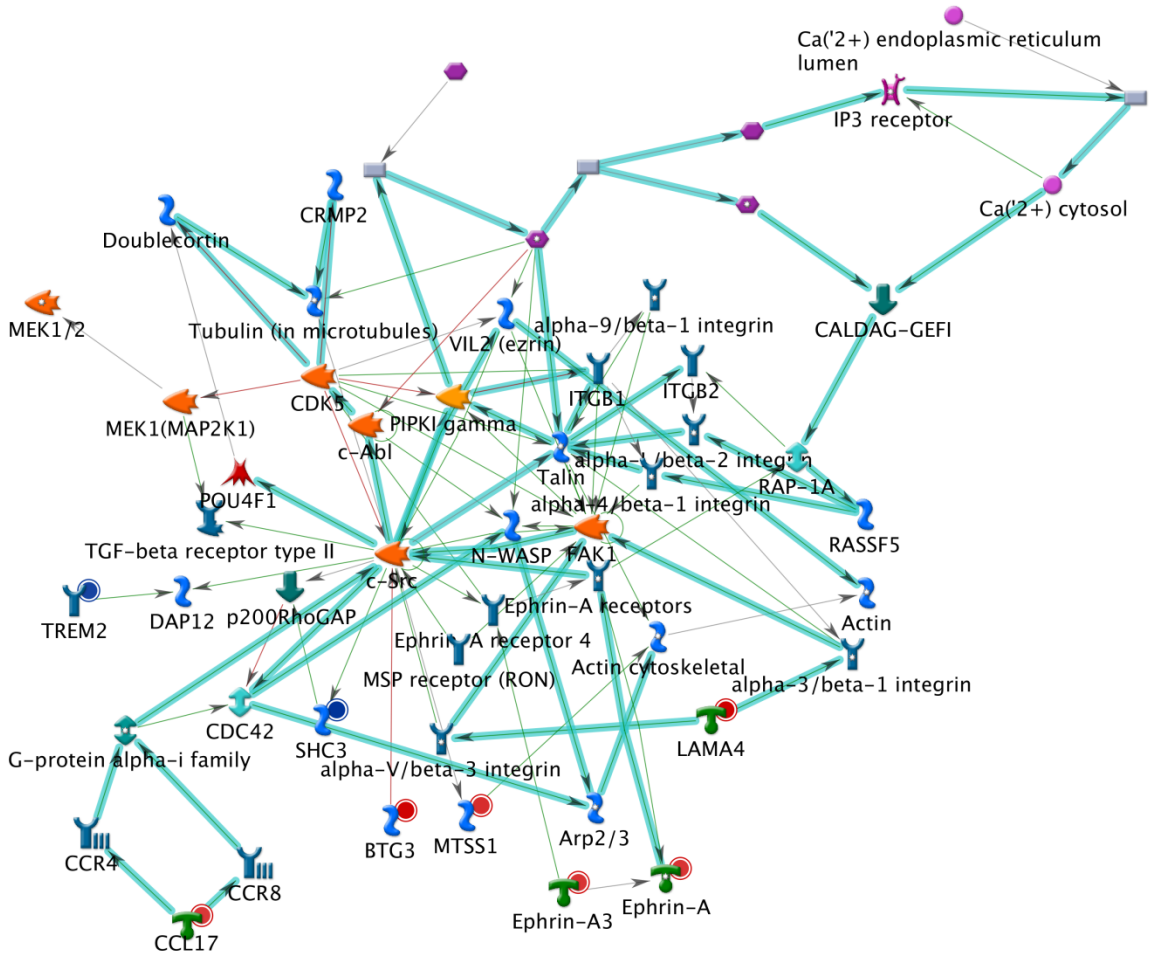 Ca('2+) endoplasmic reticulum
lumen
IP3 receptor
Ca('2+) cytosol
CRMP2
Doublecortin
MEK1/2
Tubulin (in microtubules)
VIL2 (ezrin)
alpha-9/beta-1 integrin
CALDAG-GEFI
CDK5
ITGB1
ITGB2
MEK1(MAP2K1)
PIPKI gamma
c-Abl
Talin
alpha-L/beta-2 integrin
RAP-1A
POU4F1
alpha-4/beta-1 integrin
RASSF5
TGF-beta receptor type II
N-WASP
FAK1
c-Src
Ephrin-A receptors
TREM2
DAP12
p200RhoGAP
Actin
Ephrin-A receptor 4
Actin cytoskeletal
MSP receptor (RON)
alpha-3/beta-1 integrin
CDC42
SHC3
LAMA4
G-protein alpha-i family
alpha-V/beta-3 integrin
BTG3
MTSS1
Arp2/3
CCR4
CCR8
Ephrin-A3
Ephrin-A
CCL17